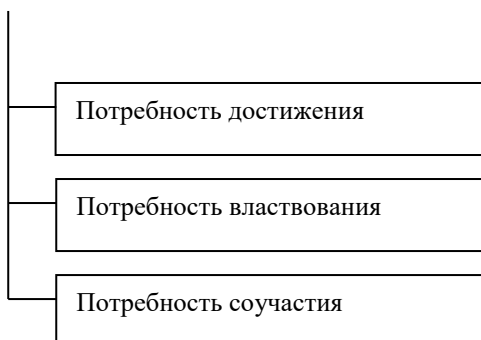 Потребность достижения
Потребность властвования
Потребность соучастия